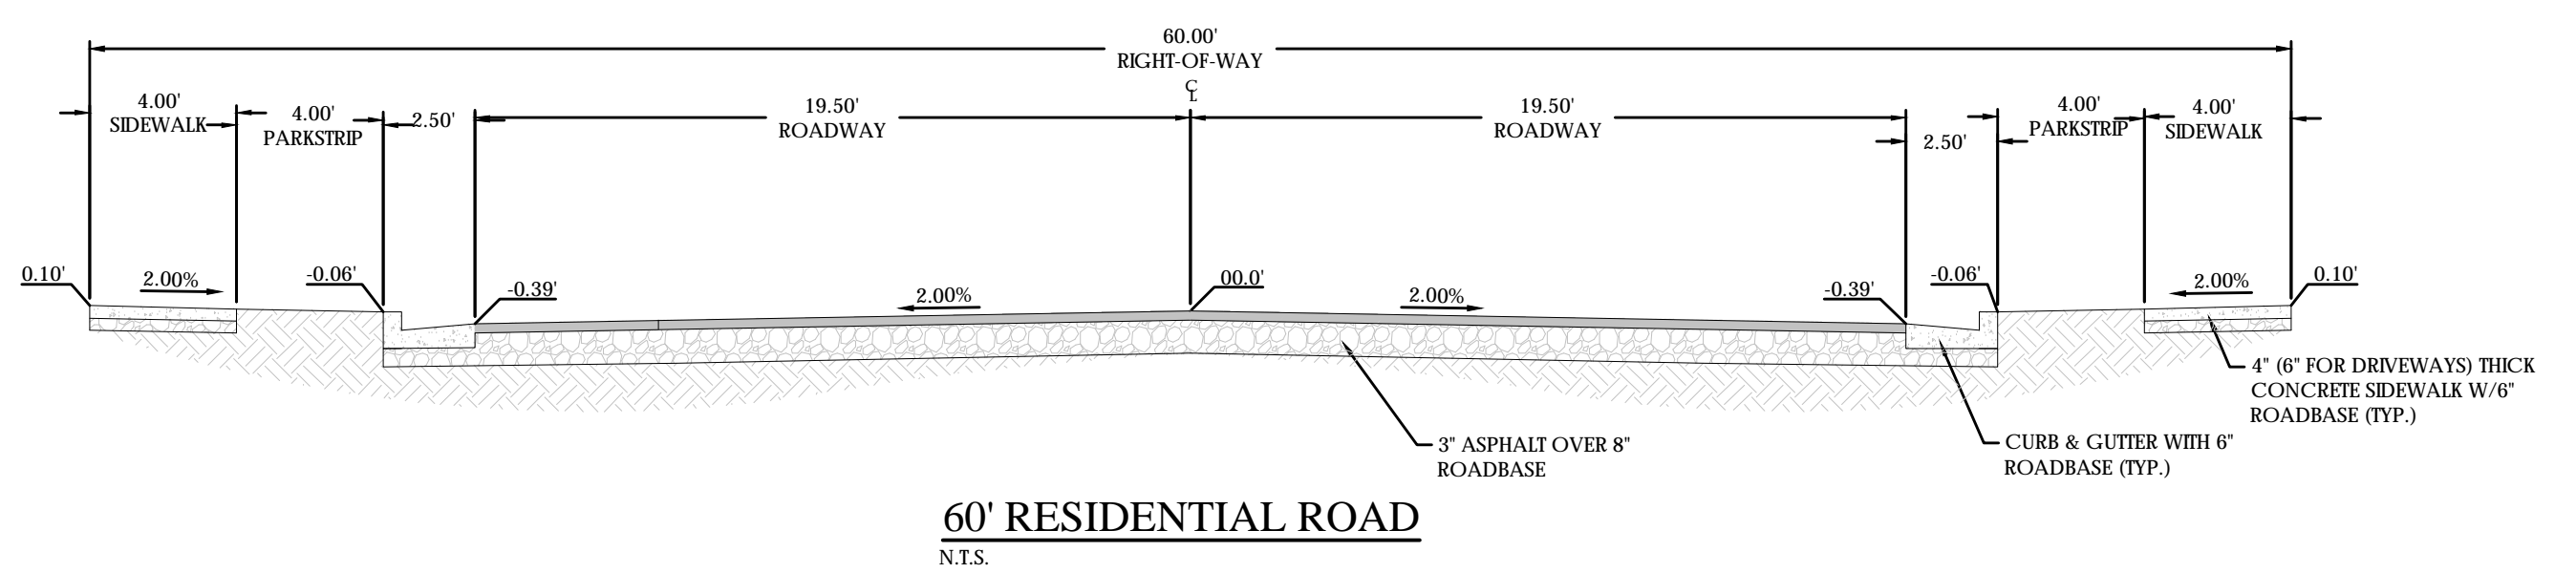 60.00'
RIGHT-OF-WAY
CL
4.00'
SIDEWALK
4.00'
PARKSTRIP
2.50'
19.50'
ROADWAY
19.50'
ROADWAY
2.50'
4.00'
PARKSTRIP
4.00'
SIDEWALK
0.10'
2.00%
-0.06'
-0.39'
2.00%
00.0'
2.00%
-0.39'
-0.06'
2.00%
0.10'
3" ASPHALT OVER 8"
ROADBASE
CURB & GUTTER WITH 6"
ROADBASE (TYP.)
4" (6" FOR DRIVEWAYS) THICK
CONCRETE SIDEWALK W/6"
ROADBASE (TYP.)
60' RESIDENTIAL ROAD
N.T.S.